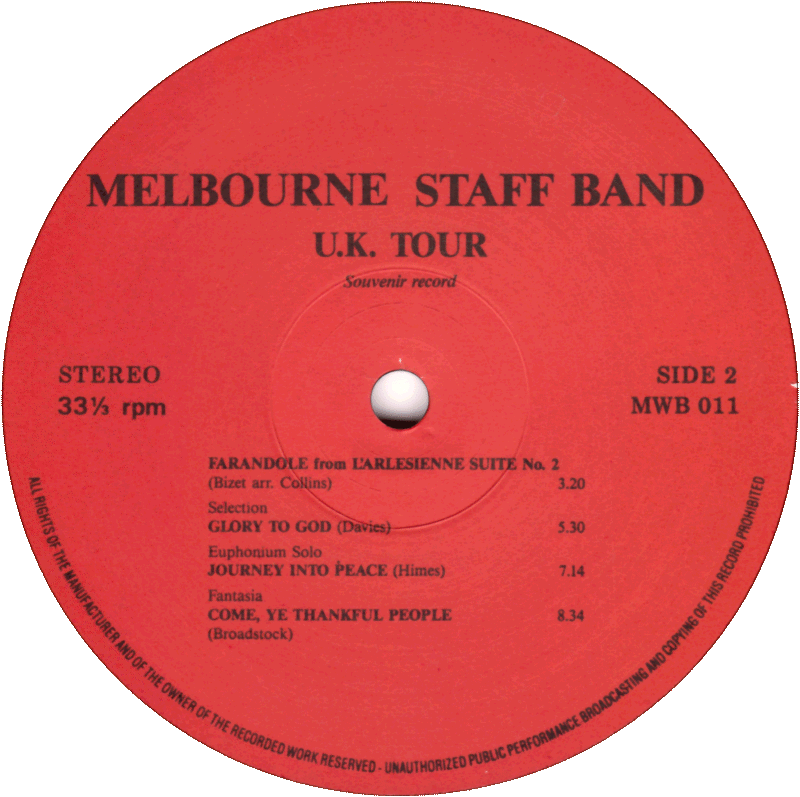 MELBOURNE STAFF BAND
U.K. TOUR
Souvenir record
STEREO
33⅓ rpm
SIDE 2
MWB 011
FARANDOLE from L'ARLESIENNE SUITE No. 2
(Bizet arr. Collins) 3.20
Selection
GLORY TO GOD (Davies) 5.30
Euphonium Solo
JOURNEY INTO PEACE (Himes) 7.14
Fantasia
COME, YE THANKFUL PEOPLE 8.34
(Broadstock)
ALL RIGHTS OF THE MANUFACTURER AND OF THE OWNER OF THE RECORDED WORK RESERVED - UNAUTHORIZED PUBLIC PERFORMANCE BROADCASTING AND COPYING OF THIS RECORD PROHIBITED